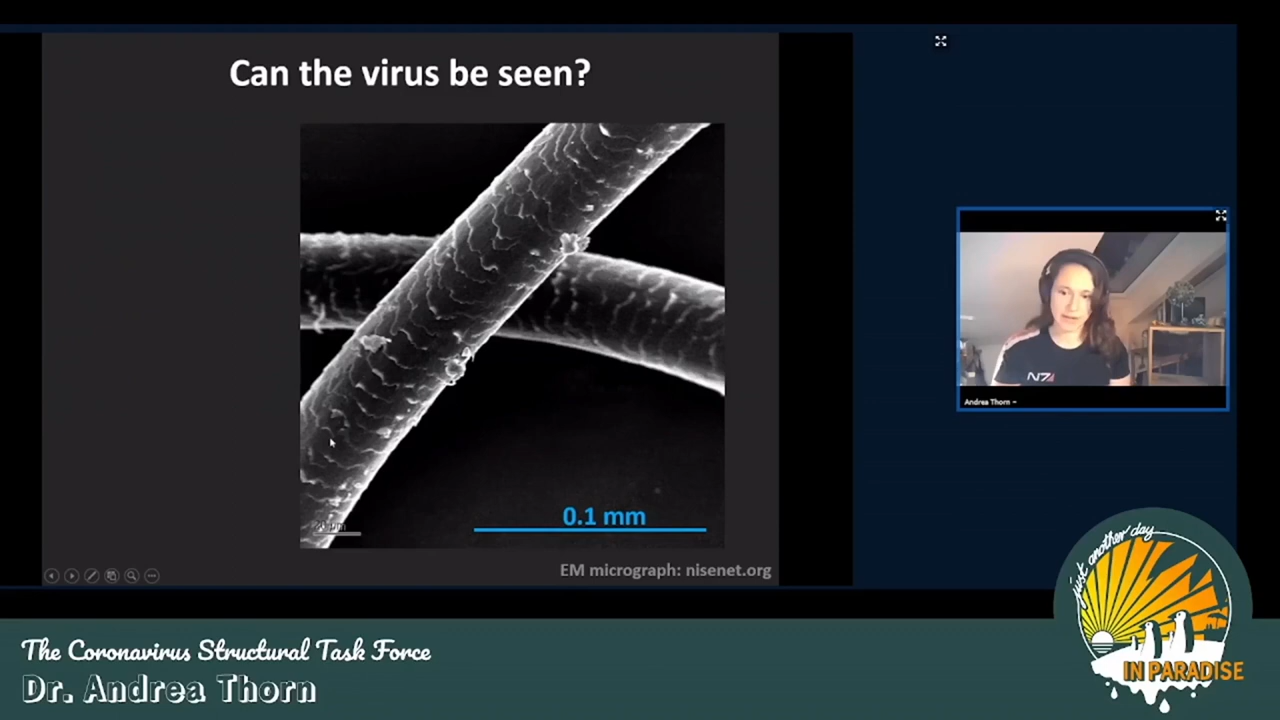 Can the virus be seen?
0.1 mm
EM micrograph: nisenet.org
N7
Andrea Thorn
just another day
IN PARADISE
The Coronavirus Structural Task Force
Dr. Andrea Thorn